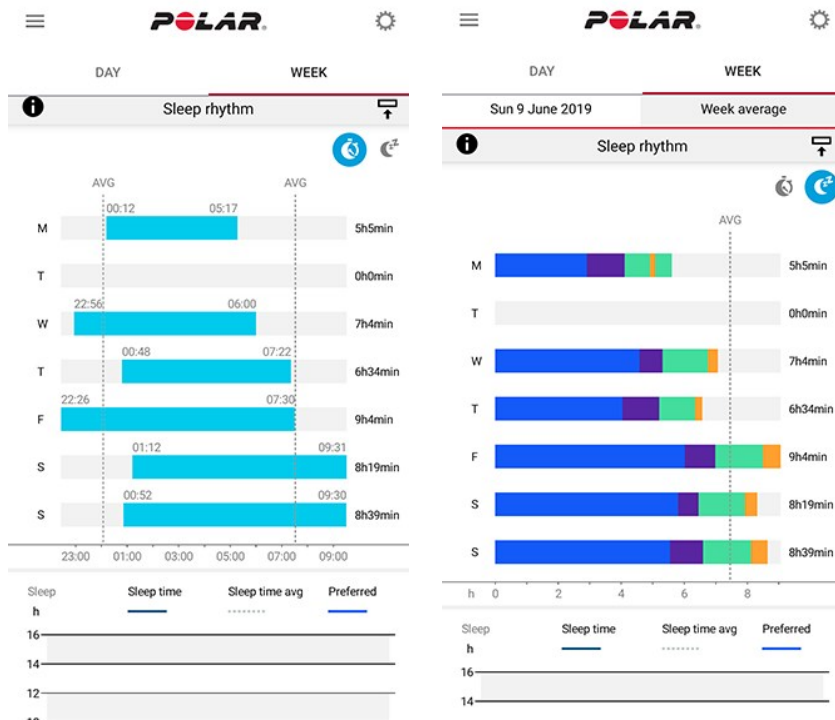 POLAR.
DAY WEEK
Sleep rhythm
AVG AVG
00:12 05:17
M 5h5min
T 0h0min
22:56 06:00
W 7h4min
00:48 07:22
T 6h34min
22:26 07:30
F 9h4min
01:12 09:31
S 8h19min
00:52 09:30
S 8h39min
23:00 01:00 03:00 05:00 07:00 09:00
Sleep Sleep time Sleep time avg Preferred
h
16
14
12
POLAR.
DAY WEEK
Sun 9 June 2019 Week average
Sleep rhythm
AVG
M 5h5min
T 0h0min
W 7h4min
T 6h34min
F 9h4min
S 8h19min
S 8h39min
h 0 2 4 6 8
Sleep Sleep time Sleep time avg Preferred
h
16
14